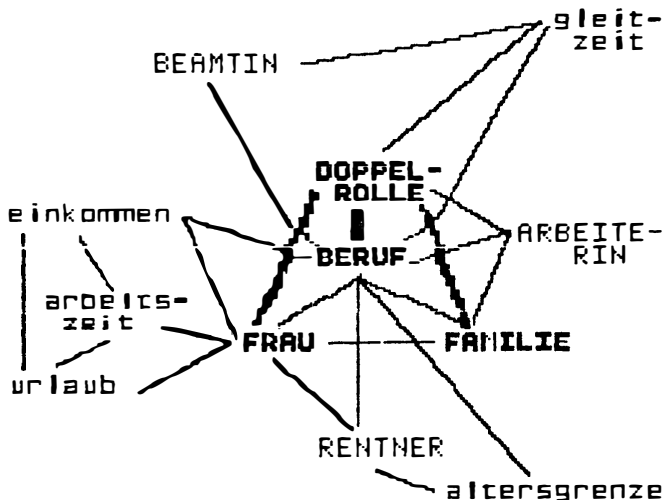 gleit-
zeit
BEAMTIN
DOPPEL-
ROLLE
einkommen
ARBEITE-
RIN
BERUF
arbeits-
zeit
FRAU
FAMILIE
urlaub
RENTNER
altersgrenze